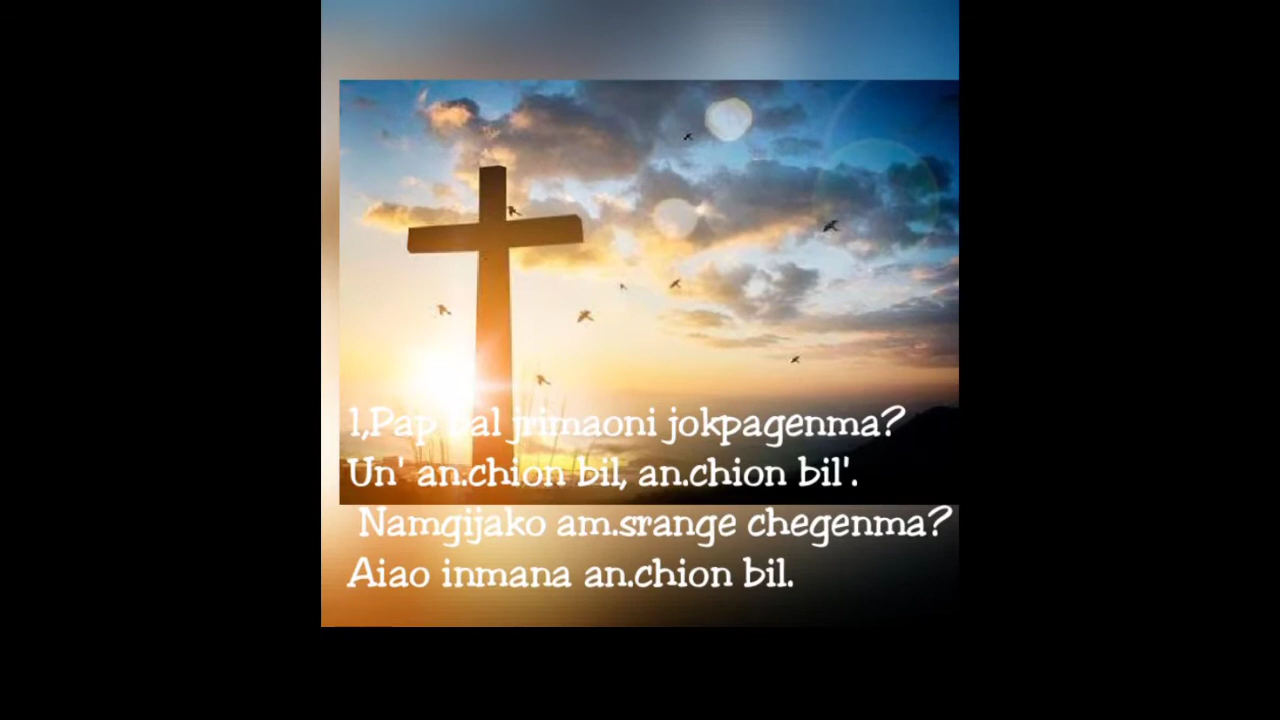 1,Pap bal jrimaoni jokpagenma?
Un' an.chion bil, an.chion bil'.
Namgijako am.srange chegenma?
Aiao inmana an.chion bil.